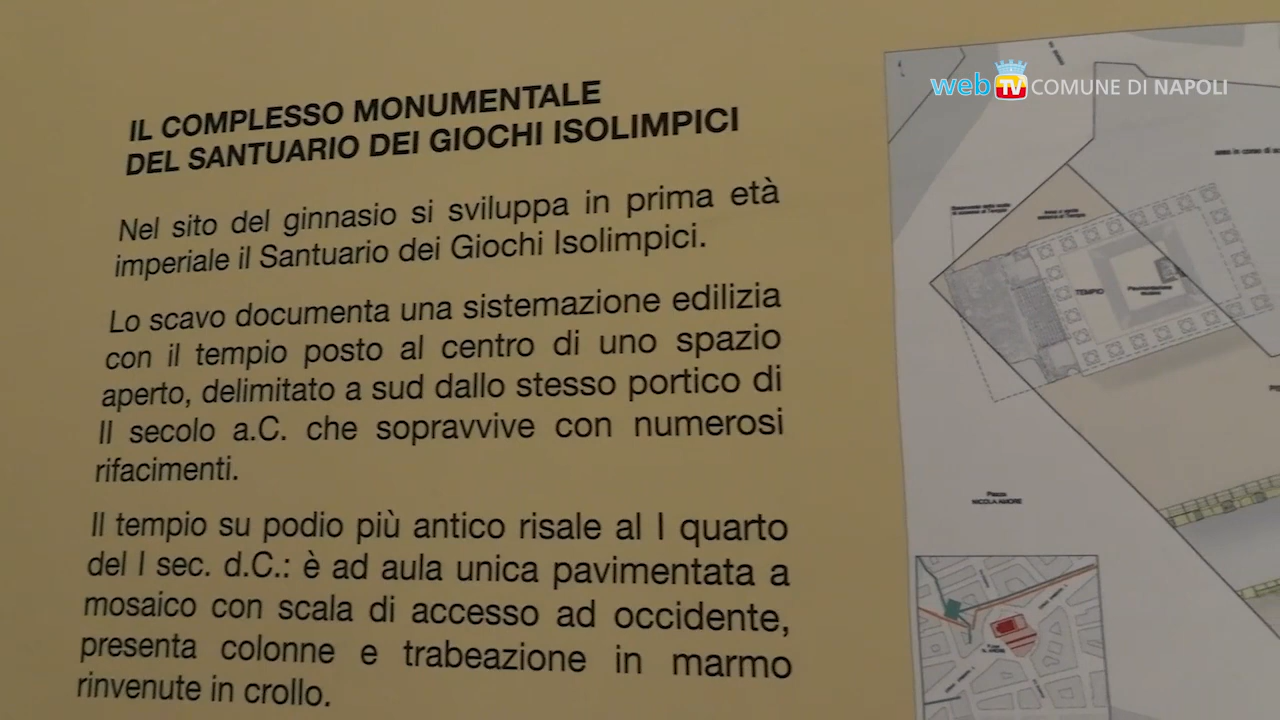 web TV COMUNE DI NAPOLI
IL COMPLESSO MONUMENTALE
DEL SANTUARIO DEI GIOCHI ISOLIMPICI
Nel sito del ginnasio si sviluppa in prima età
imperiale il Santuario dei Giochi Isolimpici.
Lo scavo documenta una sistemazione edilizia
con il tempio posto al centro di uno spazio
aperto, delimitato a sud dallo stesso portico di
II secolo a.C. che sopravvive con numerosi
rifacimenti.
Il tempio su podio più antico risale al I quarto
del I sec. d.C.: è ad aula unica pavimentata a
mosaico con scala di accesso ad occidente,
presenta colonne e trabeazione in marmo
rinvenute in crollo.
TEMPIO
Piazza
NICOLA AMORE